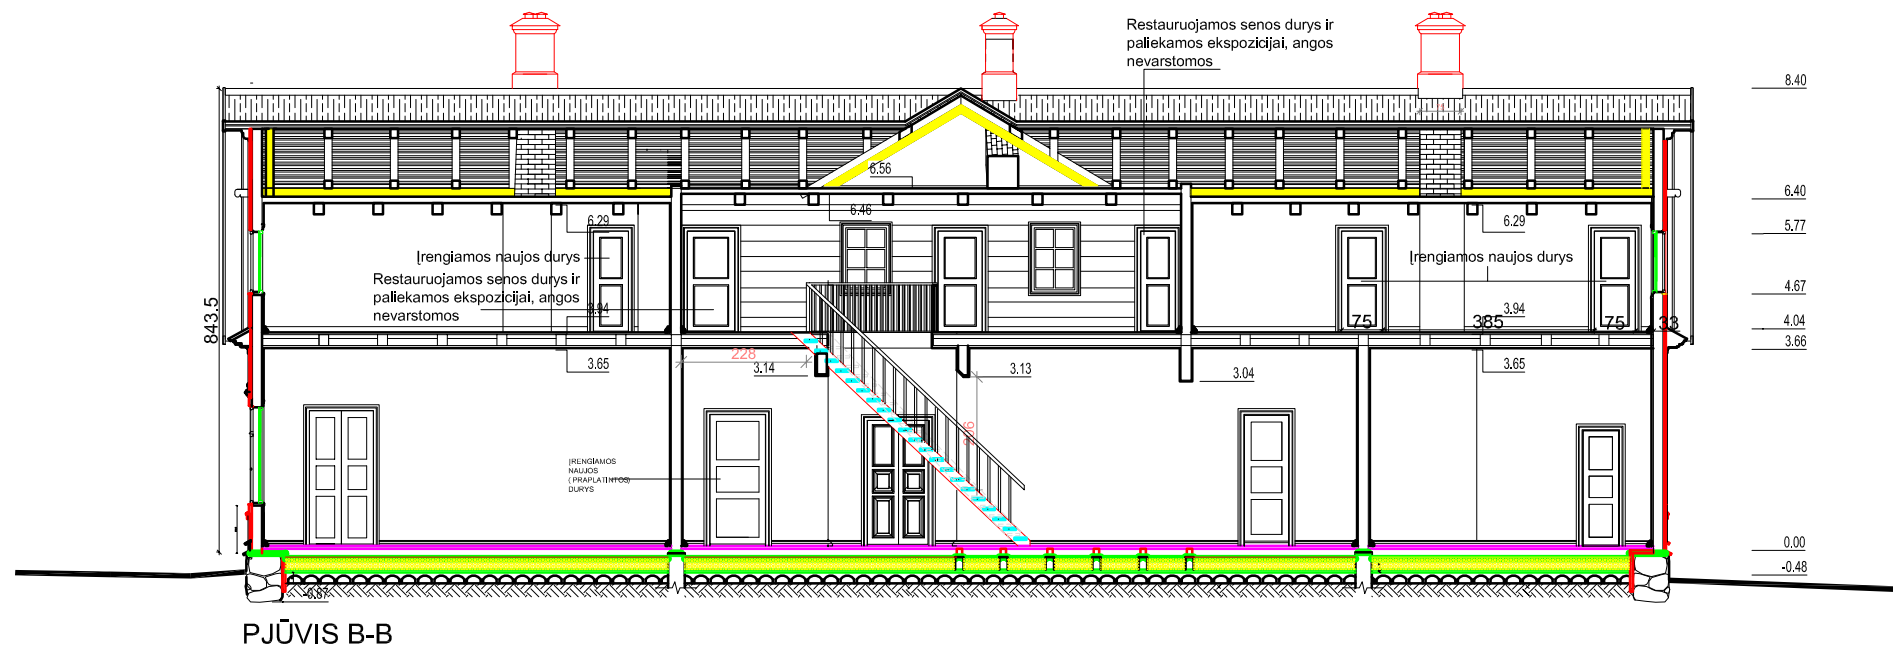 Restauruojamos senos durys ir
paliekamos ekspozicijai, angos
nevarstomos
8.40
6.56
6.40
6.46
6.29
6.29
5.77
Įrengiamos naujos durys
Įrengiamos naujos durys
Restauruojamos senos durys ir
paliekamos ekspozicijai, angos
nevarstomos
4.67
3.94
3.94
843.5
75
385
75
33
4.04
3.66
228
3.65
3.14
3.13
3.04
3.65
ĮRENGIAMOS
NAUJOS
( PRAPLATINTOS)
DURYS
0.00
-0.48
-0.87
PJŪVIS B-B